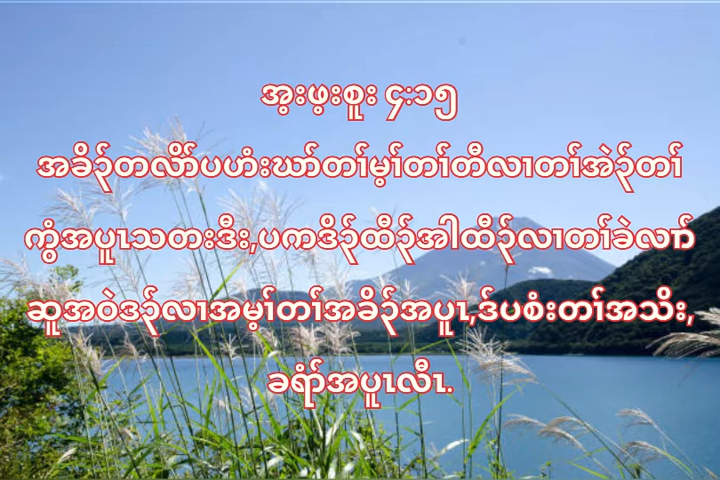 အ့းဖ့းစူး ၄:၁၅
အခိၣ်တလိာ်ပဟံးဃာ်တၢ်မ့ၢ်တၢ်တီလၢတၢ်အဲၣ်တၢ်
ကွံအပူၤသတးဒီး,ပကဒိၣ်ထီၣ်အါထီၣ်လၢတၢ်ခဲလၢာ်
ဆူအဝဲဒၣ်လၢအမ့ၢ်တၢ်အခိၣ်အပူၤ,ဒ်ပစံးတၢ်အသိး,
ခရံာ်အပူၤလီၤ.